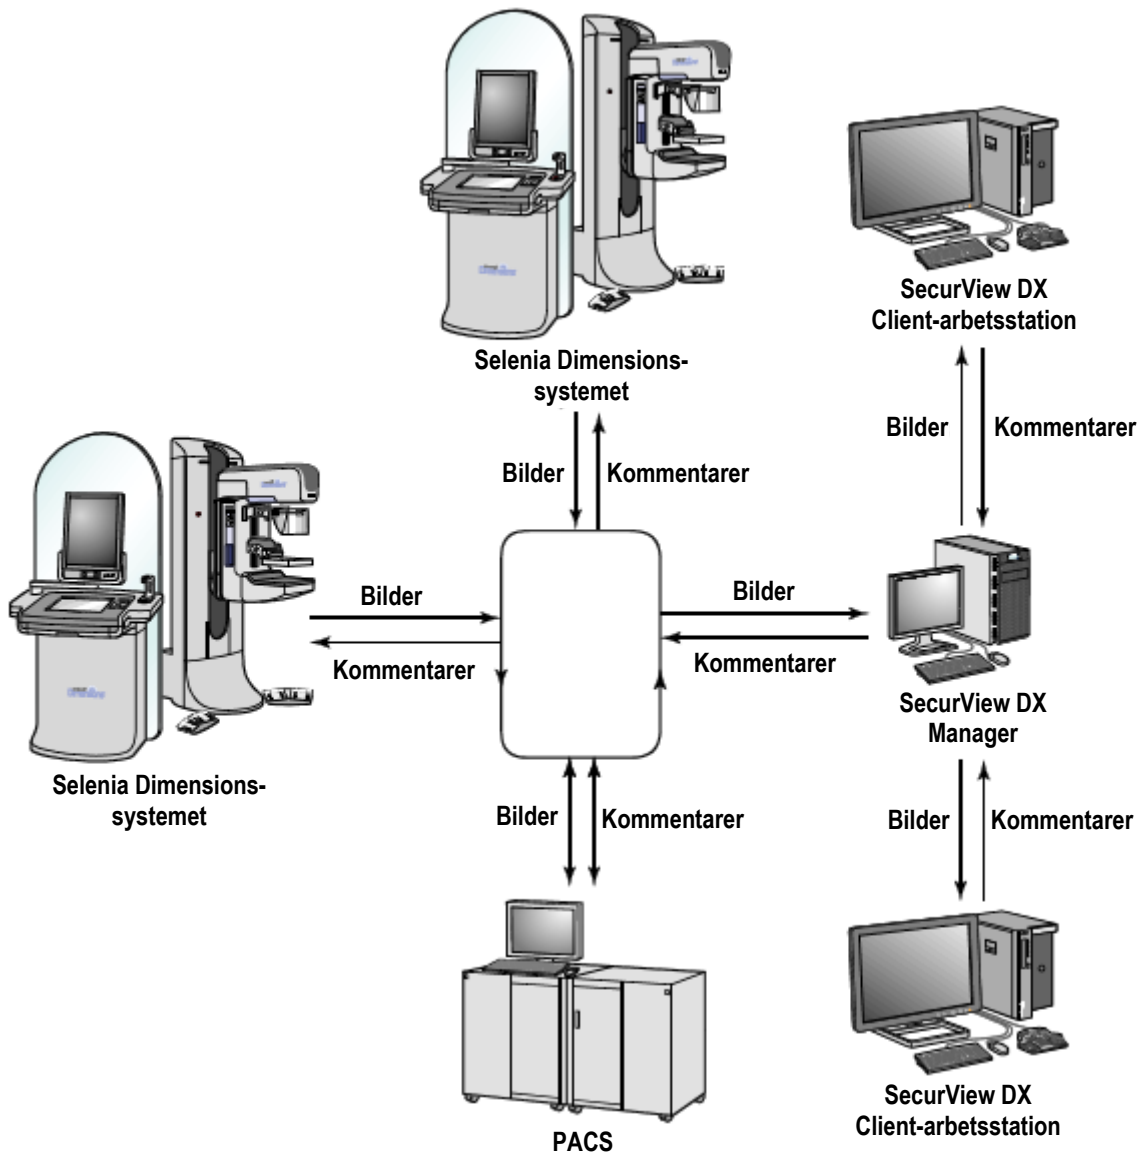 SecurView DX
Client-arbetsstation
Selenia Dimensions-
systemet
Bilder
Kommentarer
Bilder
Kommentarer
Bilder
Kommentarer
Bilder
Kommentarer
SecurView DX
Manager
Selenia Dimensions-
systemet
Bilder
Kommentarer
Bilder
Kommentarer
SecurView DX
Client-arbetsstation
PACS